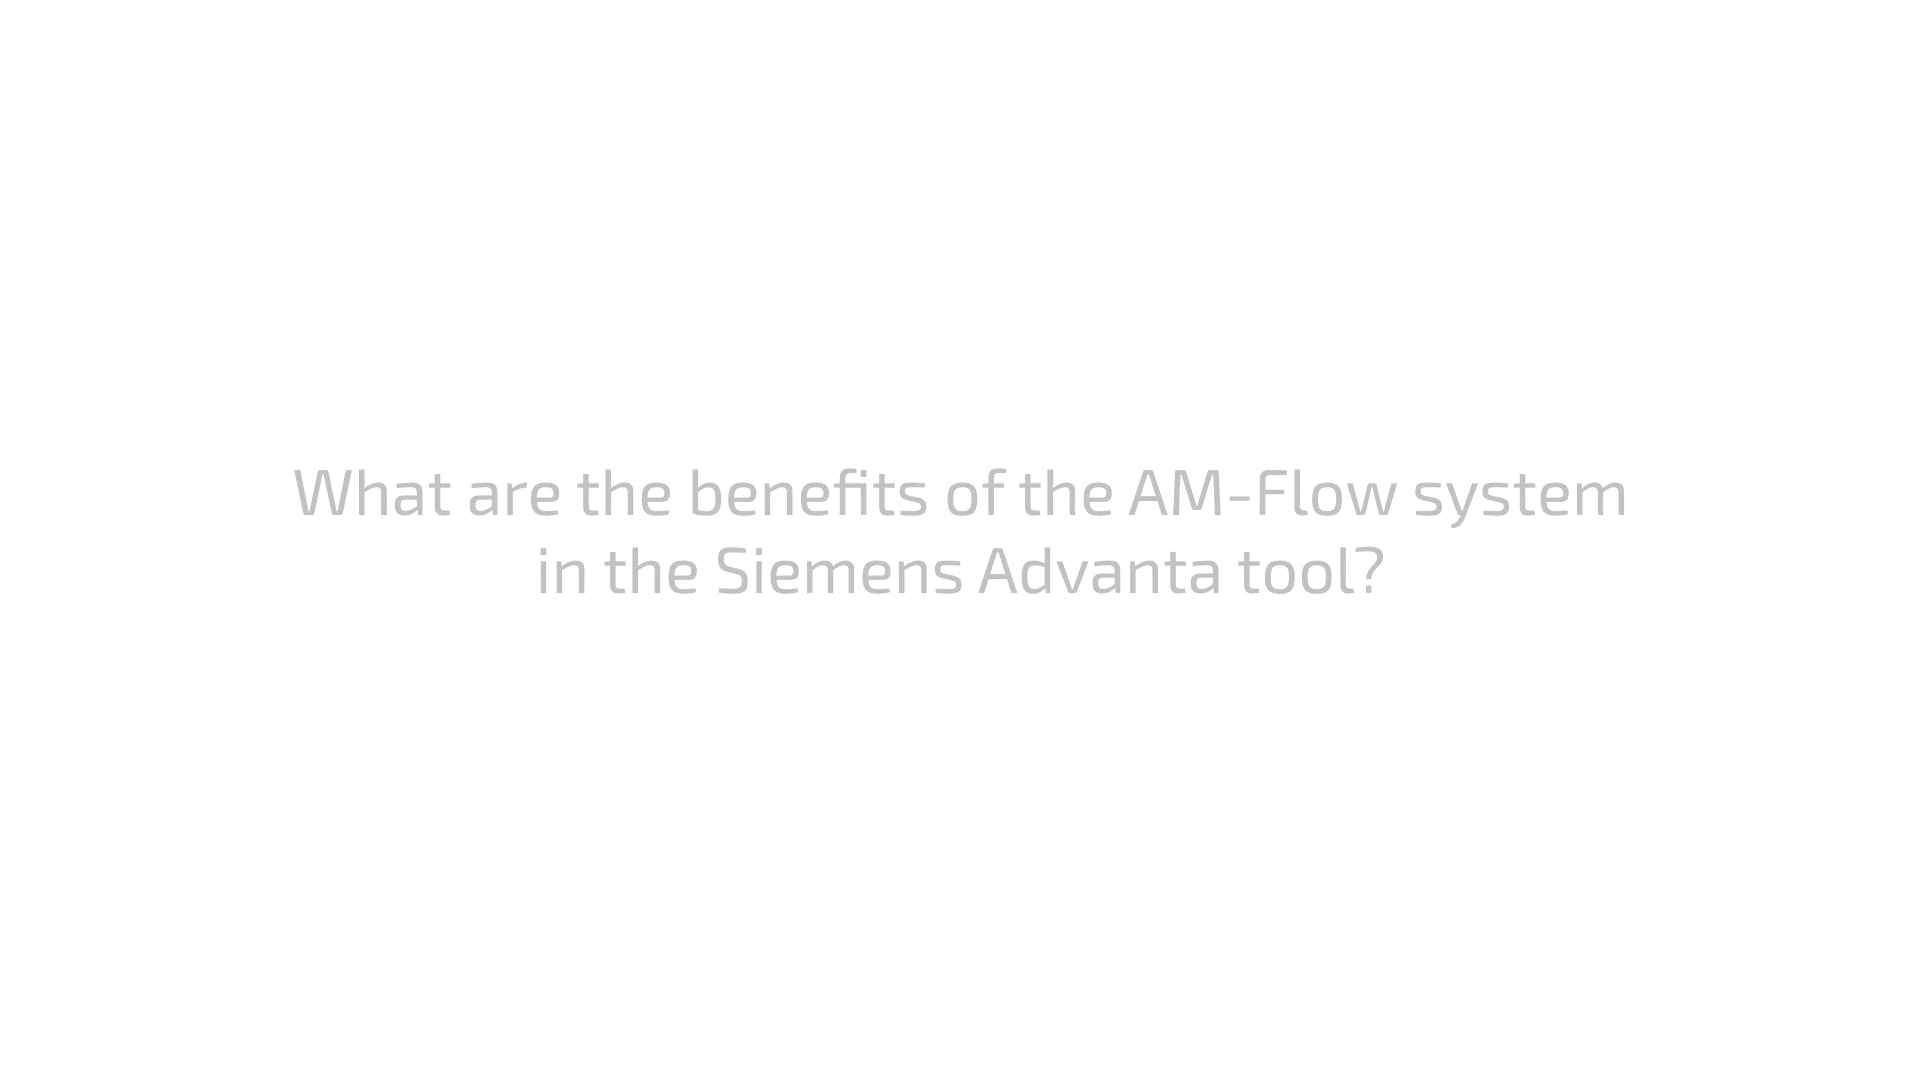 What are the benefits of the AM-Flow system
in the Siemens Advanta tool?